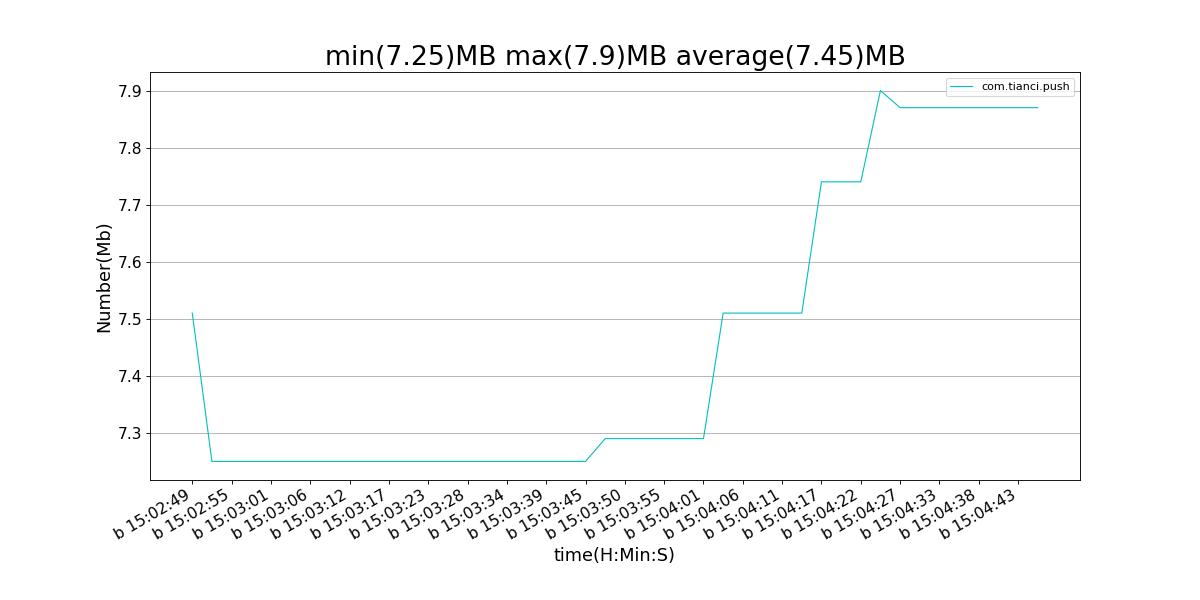 min(7.25)MB max(7.9)MB average(7.45)MB
com.tianci.push
7.9
7.8
7.7
7.6
7.5
7.4
7.3
Number(Mb)
b 15:02:49
b 15:02:55
b 15:03:01
b 15:03:06
b 15:03:12
b 15:03:17
b 15:03:23
b 15:03:28
b 15:03:34
b 15:03:39
b 15:03:45
b 15:03:50
b 15:03:55
b 15:04:01
b 15:04:06
b 15:04:11
b 15:04:17
b 15:04:22
b 15:04:27
b 15:04:33
b 15:04:38
b 15:04:43
time(H:Min:S)